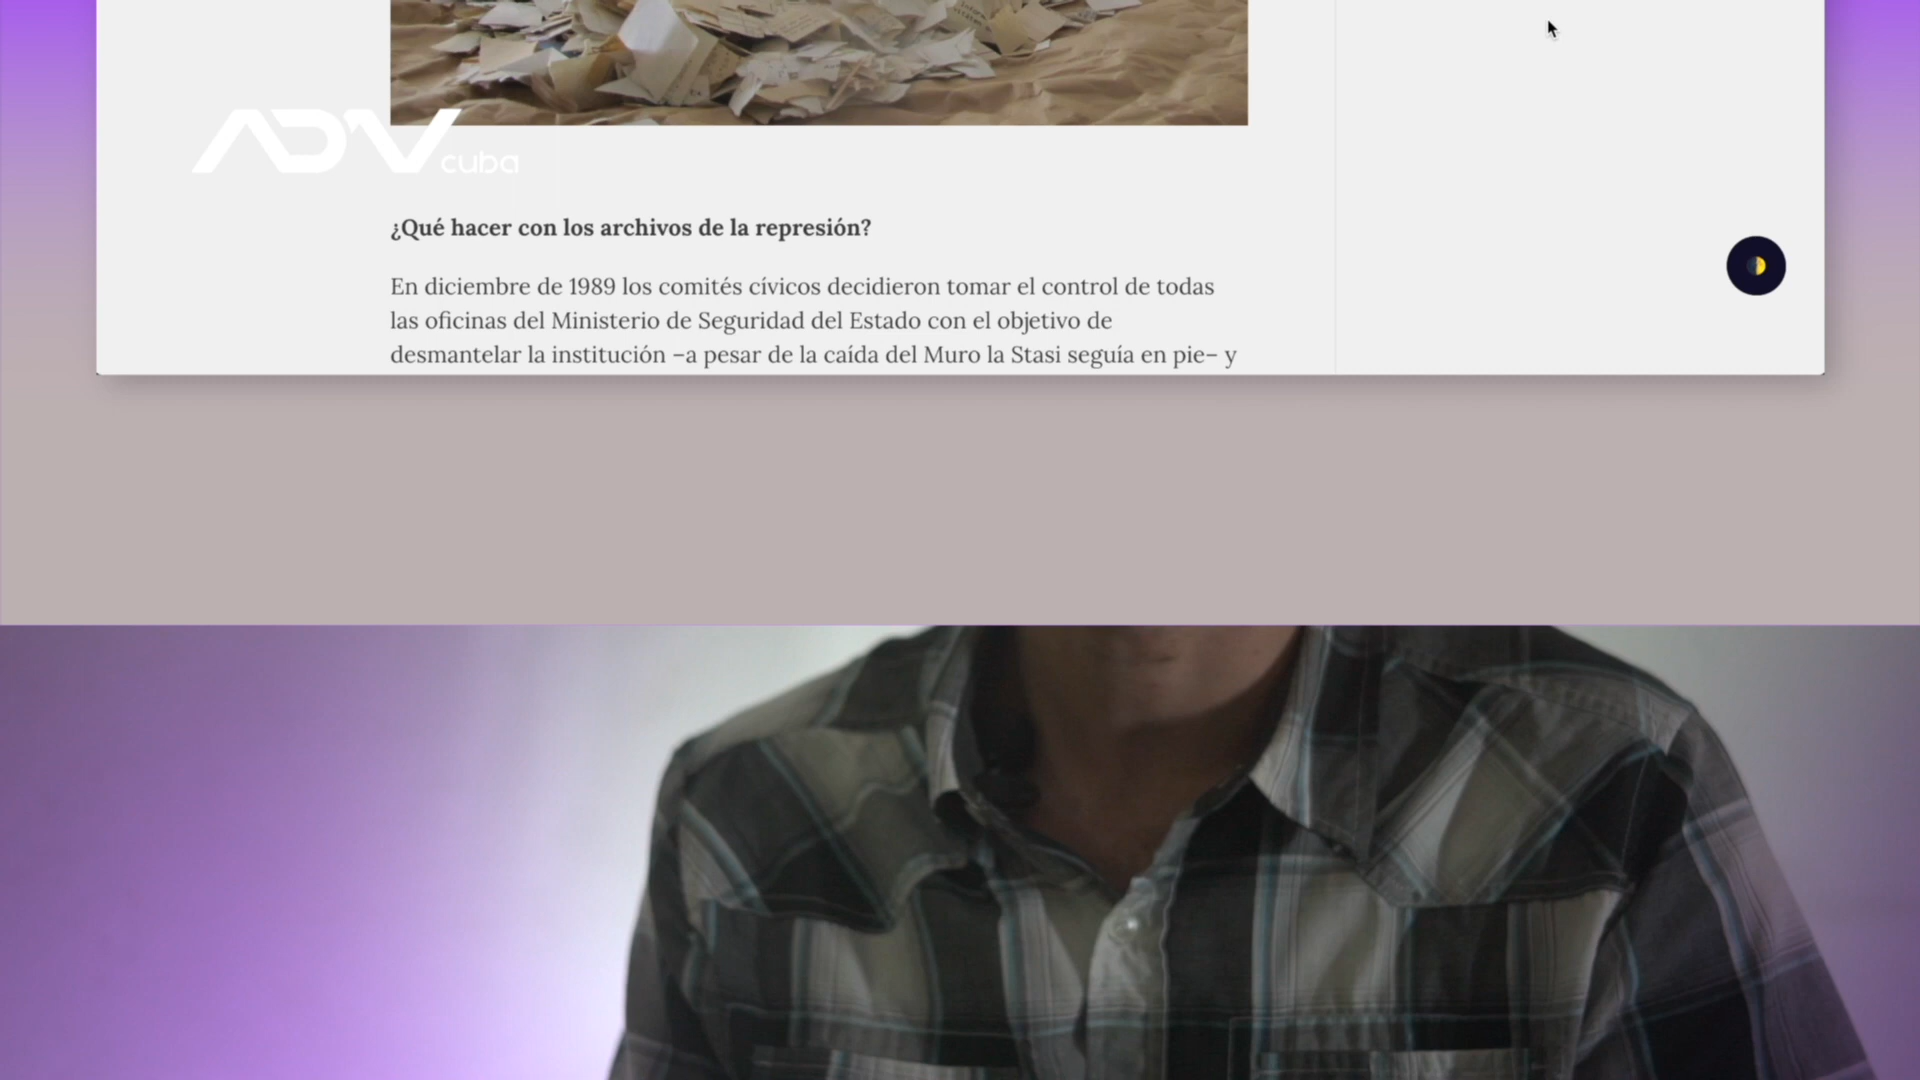 ADN
cuba
¿Qué hacer con los archivos de la represión?
En diciembre de 1989 los comités cívicos decidieron tomar el control de todas
las oficinas del Ministerio de Seguridad del Estado con el objetivo de
desmantelar la institución –a pesar de la caída del Muro la Stasi seguía en pie– y